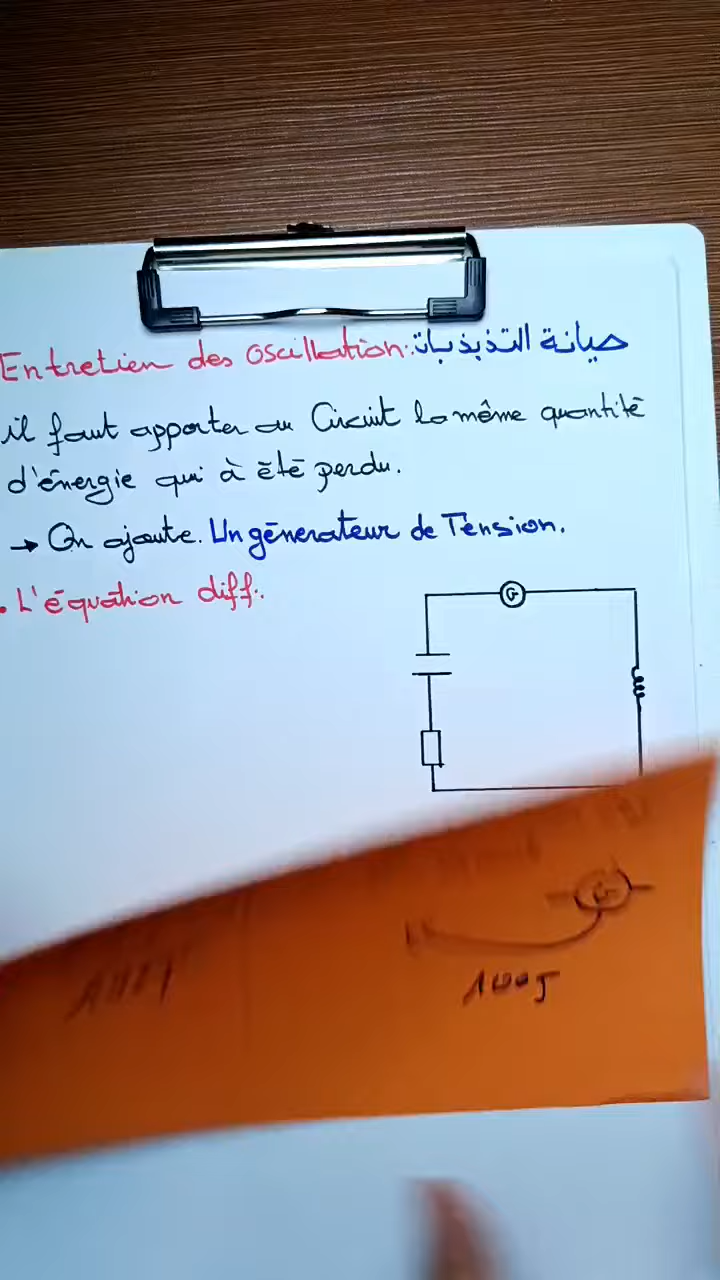 Entretien des oscillation: صيانة التذبذبات
il faut apporter au Circuit la même quantité
d'énergie qui à été perdu.
→ On ajoute. Un générateur de Tension.
. L'équation diff.
G
G
100J